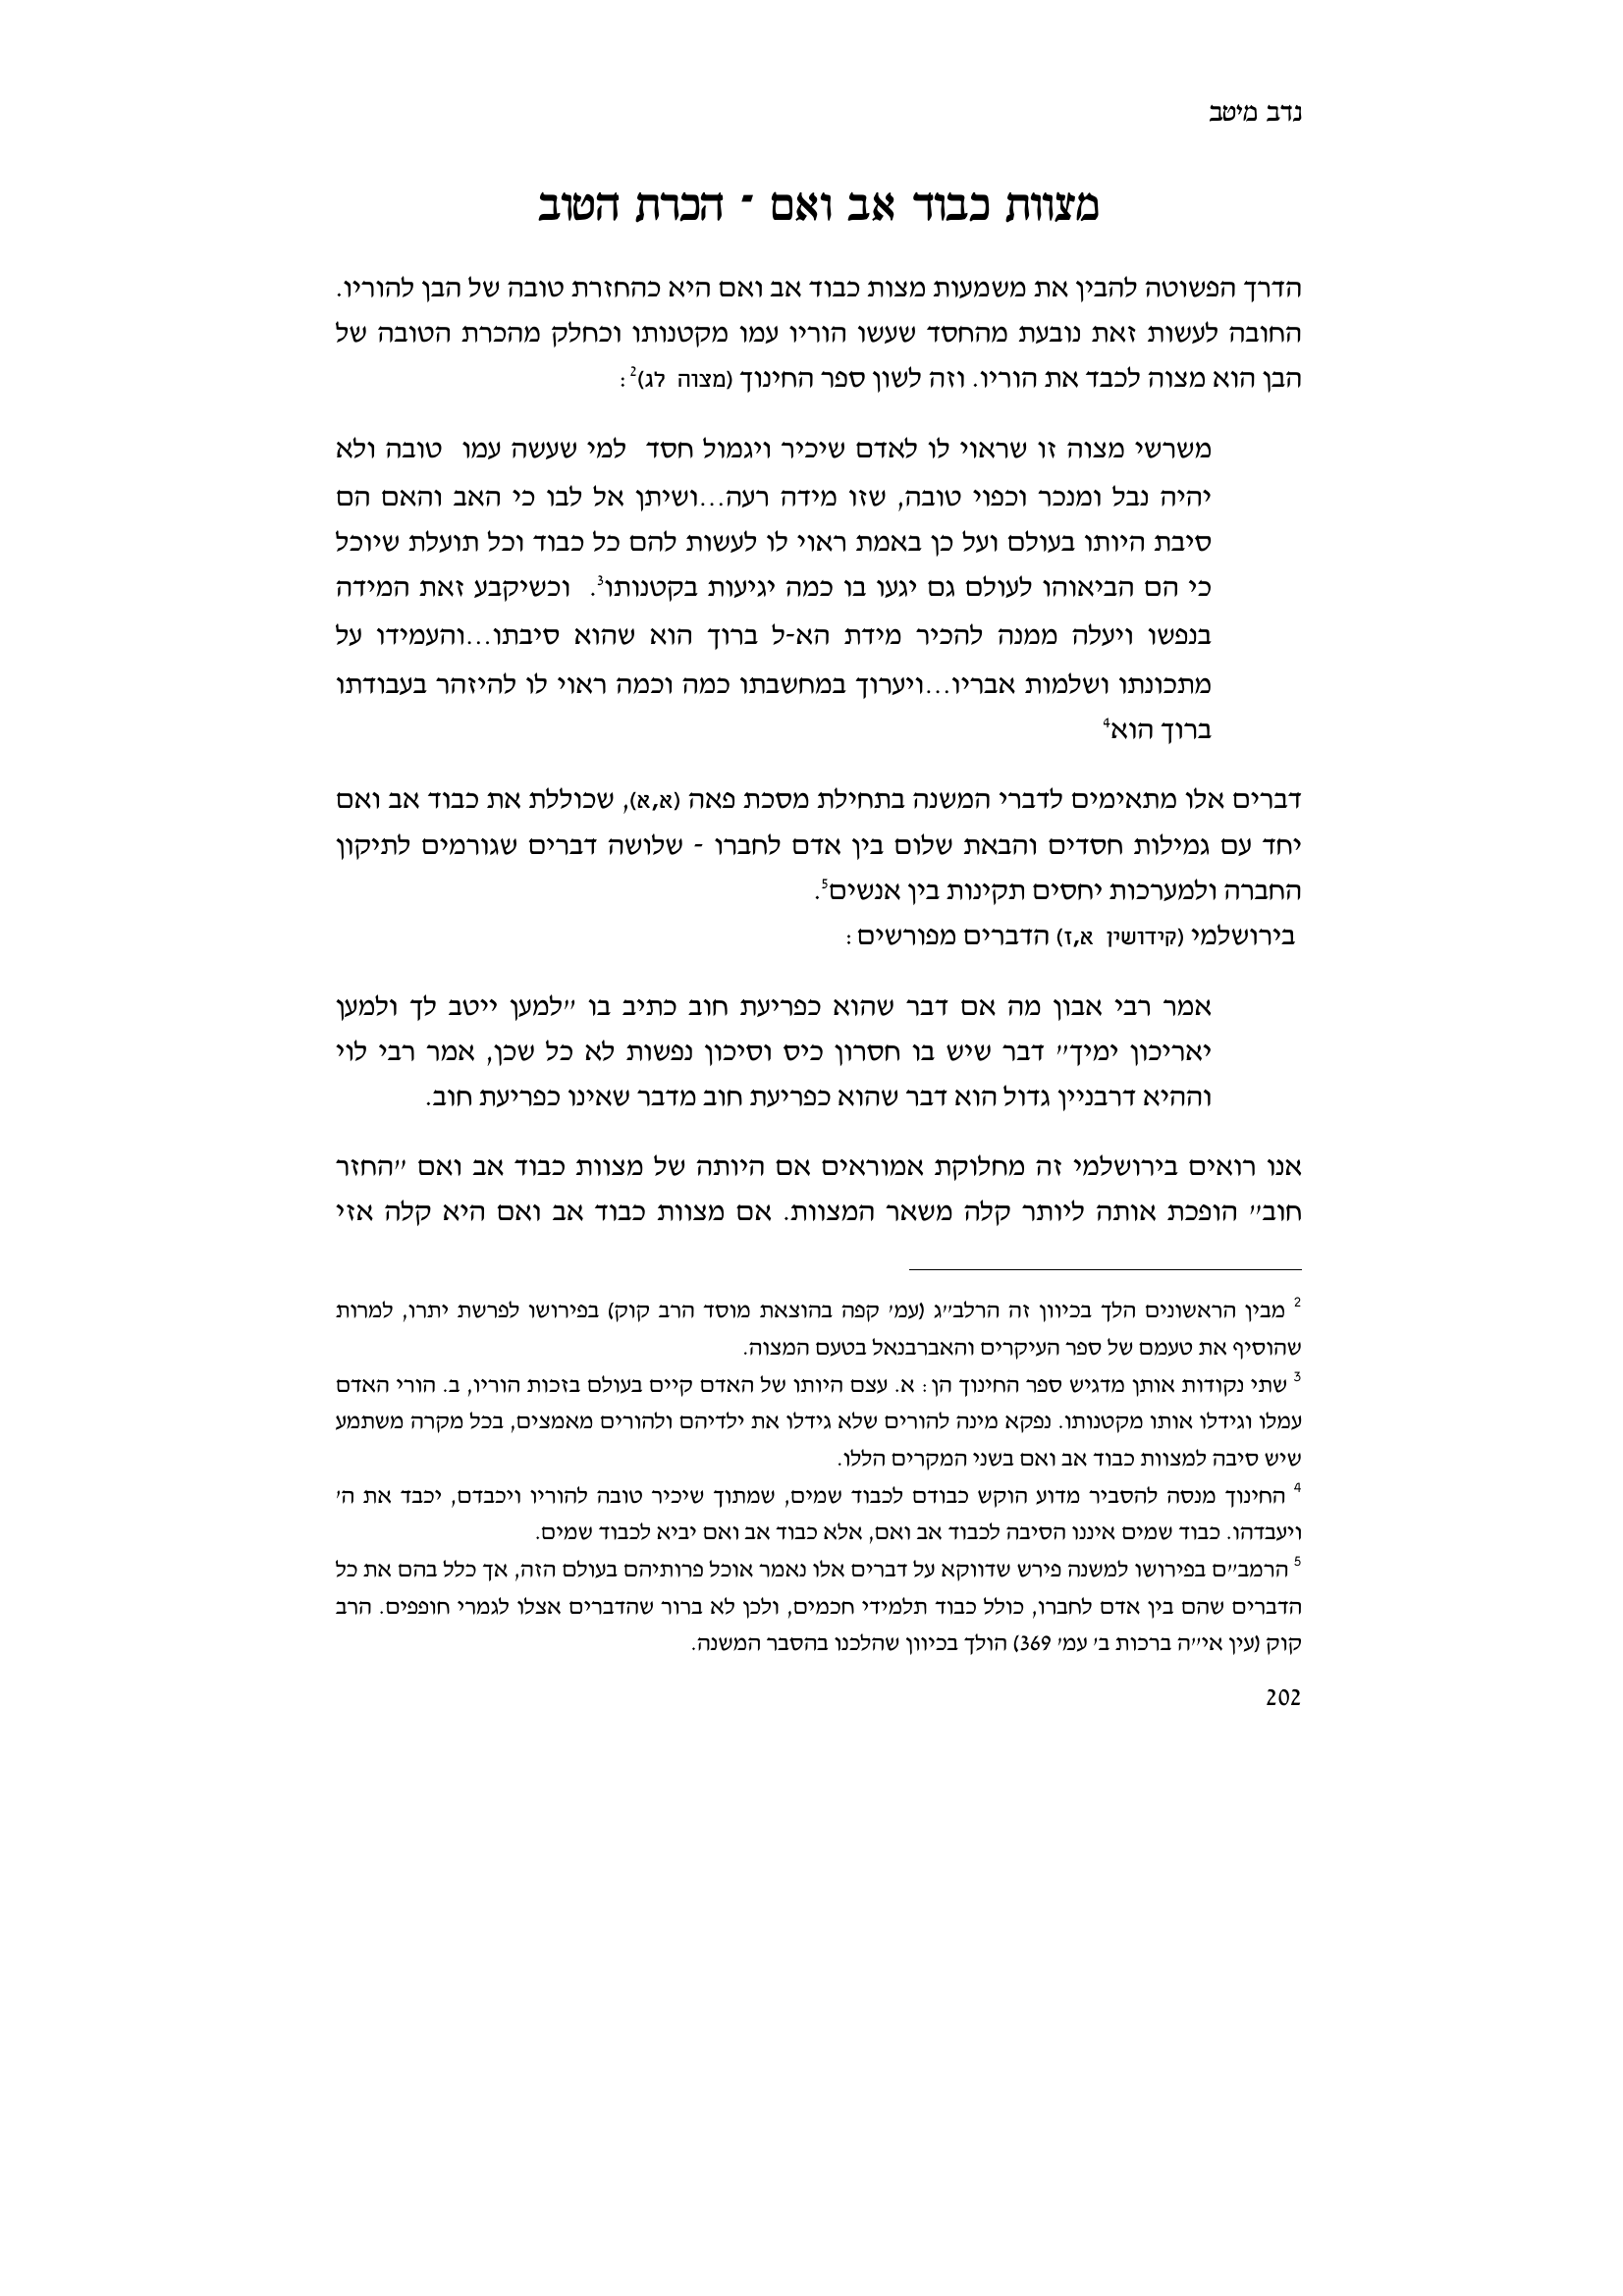 נדב מיטב
מצוות כבוד אב ואם - הכרת הטוב
הדרך הפשוטה להבין את משמעות מצות כבוד אב ואם היא כהחזרת טובה של הבן להוריו.
החובה לעשות זאת נובעת מהחסד שעשו הוריו עמו מקטנותו וכחלק מהכרת הטובה של
הבן הוא מצוה לכבד את הוריו. וזה לשון ספר החינוך (מצוה לג)2:
משרשי מצוה זו שראוי לו לאדם שיכיר ויגמול חסד למי שעשה עמו טובה ולא
יהיה נבל ומנכר וכפוי טובה, שזו מידה רעה...ושיתן אל לבו כי האב והאם הם
סיבת היותו בעולם ועל כן באמת ראוי לו לעשות להם כל כבוד וכל תועלת שיוכל
כי הם הביאוהו לעולם גם יגעו בו כמה יגיעות בקטנותו3. וכשיקבע זאת המידה
בנפשו ויעלה ממנה להכיר מידת הא-ל ברוך הוא שהוא סיבתו...והעמידו על
מתכונתו ושלמות אבריו...ויערוך במחשבתו כמה וכמה ראוי לו להיזהר בעבודתו
ברוך הוא4
דברים אלו מתאימים לדברי המשנה בתחילת מסכת פאה (א,א), שכוללת את כבוד אב ואם
יחד עם גמילות חסדים והבאת שלום בין אדם לחברו - שלושה דברים שגורמים לתיקון
החברה ולמערכות יחסים תקינות בין אנשים5.
בירושלמי (קידושין א,ז) הדברים מפורשים:
אמר רבי אבון מה אם דבר שהוא כפריעת חוב כתיב בו "למען ייטב לך ולמען
יאריכון ימיך" דבר שיש בו חסרון כיס וסיכון נפשות לא כל שכן, אמר רבי לוי
וההיא דרבניין גדול הוא דבר שהוא כפריעת חוב מדבר שאינו כפריעת חוב.
אנו רואים בירושלמי זה מחלוקת אמוראים אם היותה של מצוות כבוד אב ואם "החזר
חוב" הופכת אותה ליותר קלה משאר המצוות. אם מצוות כבוד אב ואם היא קלה אזי
2 מבין הראשונים הלך בכיוון זה הרלב"ג (עמ' קפה בהוצאת מוסד הרב קוק) בפירושו לפרשת יתרו, למרות
שהוסיף את טעמם של ספר העיקרים והאברבנאל בטעם המצוה.
3 שתי נקודות אותן מדגיש ספר החינוך הן: א. עצם היותו של האדם קיים בעולם בזכות הוריו, ב. הורי האדם
עמלו וגידלו אותו מקטנותו. נפקא מינה להורים שלא גידלו את ילדיהם ולהורים מאמצים, בכל מקרה משתמע
שיש סיבה למצוות כבוד אב ואם בשני המקרים הללו.
4 החינוך מנסה להסביר מדוע הוקש כבודם לכבוד שמים, שמתוך שיכיר טובה להוריו ויכבדם, יכבד את ה'
ויעבדהו. כבוד שמים איננו הסיבה לכבוד אב ואם, אלא כבוד אב ואם יביא לכבוד שמים.
5 הרמב"ם בפירושו למשנה פירש שדווקא על דברים אלו נאמר אוכל פרותיהם בעולם הזה, אך כלל בהם את כל
הדברים שהם בין אדם לחברו, כולל כבוד תלמידי חכמים, ולכן לא ברור שהדברים אצלו לגמרי חופפים. הרב
קוק (עין אי"ה ברכות ב' עמ' 369) הולך בכיוון שהלכנו בהסבר המשנה.
202